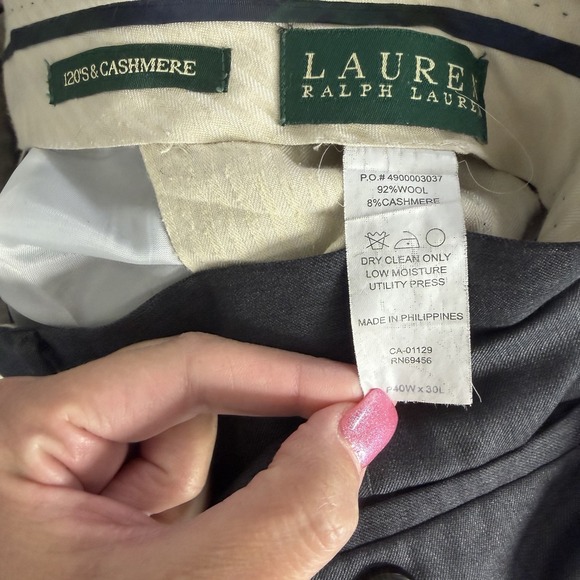 120'S & CASHMERE
LAUREN
RALPH LAUREN
P.O.# 4900003037
92%WOOL
8%CASHMERE
DRY CLEAN ONLY
LOW MOISTURE
UTILITY PRESS
MADE IN PHILIPPINES
CA-01129
RN69456
P40W x 30L